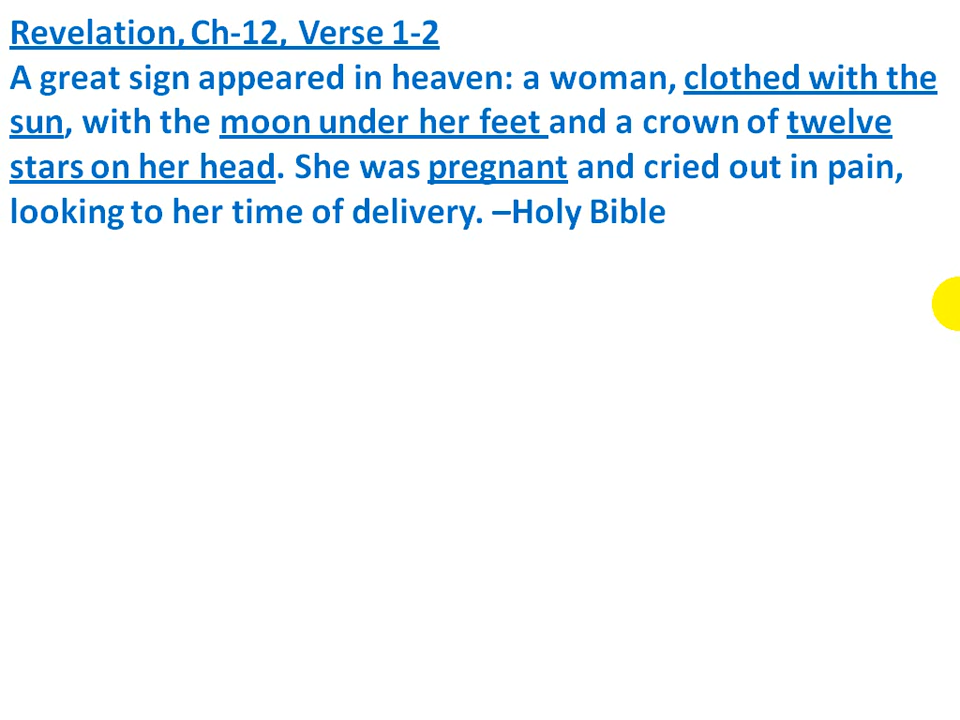 Revelation, Ch-12, Verse 1-2
A great sign appeared in heaven: a woman, clothed with the
sun, with the moon under her feet and a crown of twelve
stars on her head. She was pregnant and cried out in pain,
looking to her time of delivery. –Holy Bible